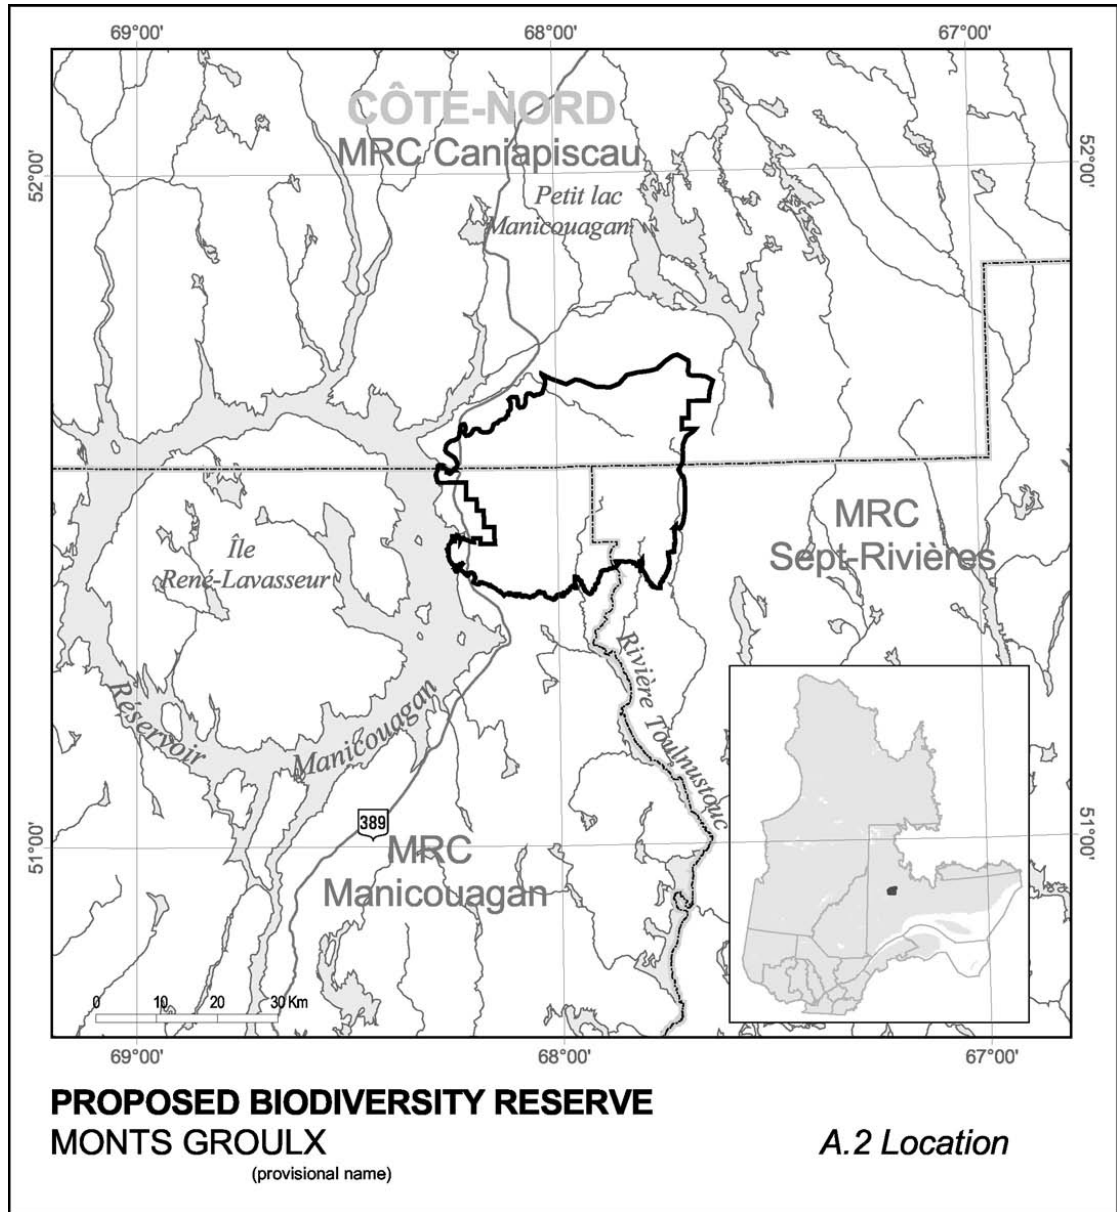 69°00'
68°00'
67°00'
CÔTE-NORD
MRC Caniapiscau
52°00'
52°00'
Petit lac
Manicouagan
MRC
Sept-Rivières
Île
René-Lavasseur
Rivière Toulnustouc
Réservoir Manicouagan
51°00'
51°00'
389
MRC
Manicouagan
0 10 20 30 Km
69°00'
68°00'
67°00'
PROPOSED BIODIVERSITY RESERVE
MONTS GROULX
A.2 Location
(provisional name)